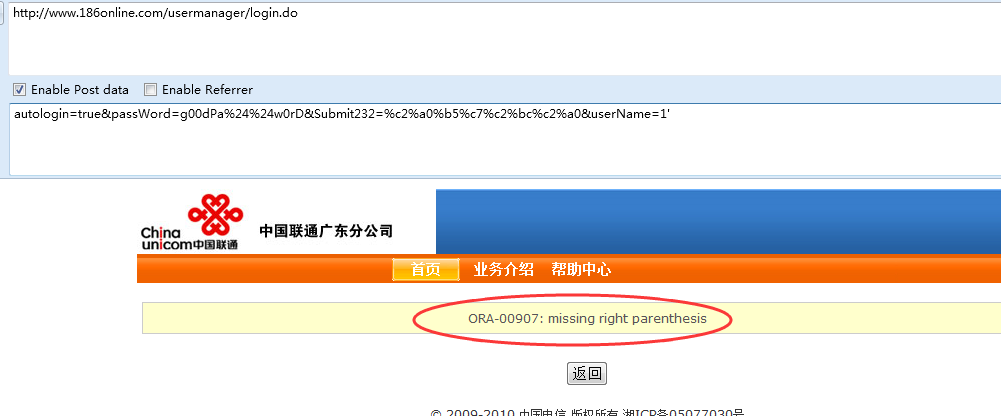 http://www.186online.com/usermanager/login.do
Enable Post data Enable Referrer
autologin=true&passWord=g00dPa%24%24w0rD&Submit232=%c2%a0%b5%c7%c2%bc%c2%a0&userName=1'
China
unicom中国联通
中国联通广东分公司
首页 业务介绍 帮助中心
ORA-00907: missing right parenthesis
返回
© 2009-2010 中国电信 版权所有 湘ICP备05077030号